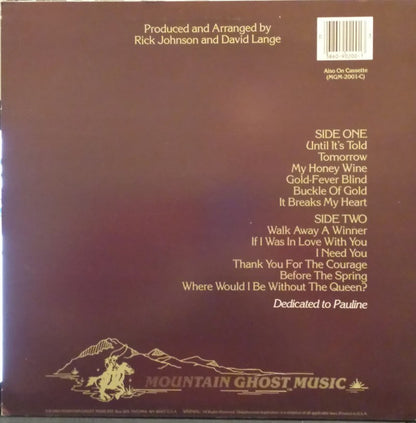 Produced and Arranged by
Rick Johnson and David Lange
Also On Cassette
(MGM-2001-C)
SIDE ONE
Until It's Told
Tomorrow
My Honey Wine
Gold-Fever Blind
Buckle Of Gold
It Breaks My Heart
SIDE TWO
Walk Away A Winner
If I Was In Love With You
I Need You
Thank You For The Courage
Before The Spring
Where Would I Be Without The Queen?
Dedicated to Pauline
MOUNTAIN GHOST MUSIC